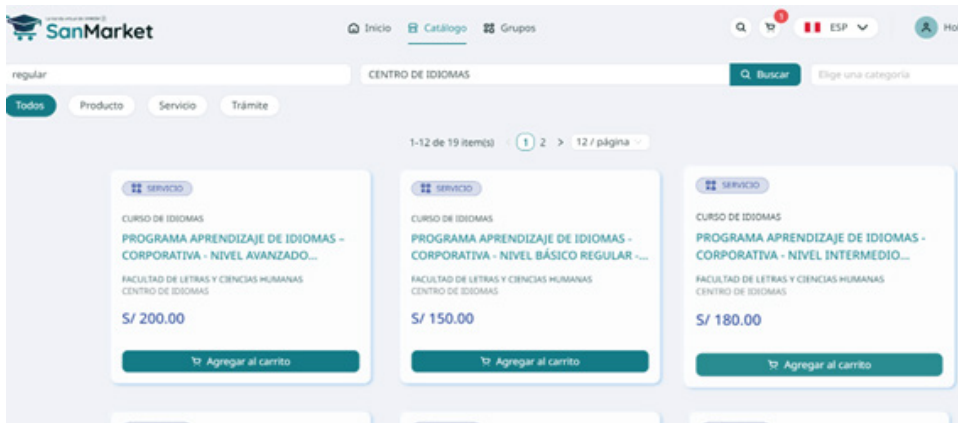 SanMarket
Inicio
Catálogo
Grupos
1
ESP
regular
CENTRO DE IDIOMAS
Buscar
Elige una categoría
Todos
Producto
Servicio
Trámite
1-12 de 19 item(s)
1
2
>
12 / página
SERVICIO
CURSO DE IDIOMAS
PROGRAMA APRENDIZAJE DE IDIOMAS –
CORPORATIVA - NIVEL AVANZADO...
FACULTAD DE LETRAS Y CIENCIAS HUMANAS
CENTRO DE IDIOMAS
S/ 200.00
Agregar al carrito
SERVICIO
CURSO DE IDIOMAS
PROGRAMA APRENDIZAJE DE IDIOMAS -
CORPORATIVA - NIVEL BÁSICO REGULAR -...
FACULTAD DE LETRAS Y CIENCIAS HUMANAS
CENTRO DE IDIOMAS
S/ 150.00
Agregar al carrito
SERVICIO
CURSO DE IDIOMAS
PROGRAMA APRENDIZAJE DE IDIOMAS -
CORPORATIVA - NIVEL INTERMEDIO...
FACULTAD DE LETRAS Y CIENCIAS HUMANAS
CENTRO DE IDIOMAS
S/ 180.00
Agregar al carrito